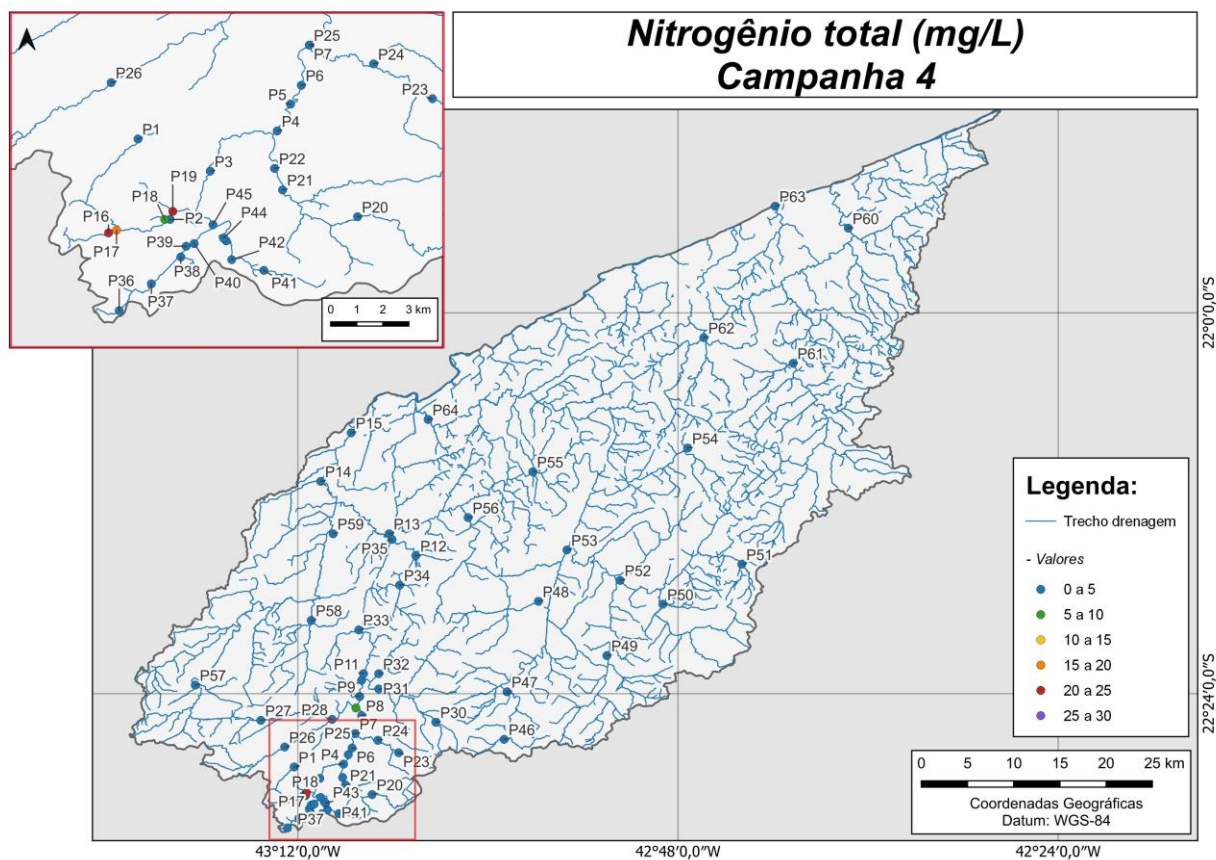 Nitrogênio total (mg/L)
Campanha 4
P25
P7
P24
P26
P6
P23
P5
P1
P4
P3
P22
P21
P19
P18
P45
P44
P20
P16
P2
P17
P39
P42
P38
P40
P41
P36
P37
0 1 2 3 km
P63
P60
22°0'0,0"S
P62
P61
P64
P15
P54
P55
P14
P56
P59
P13
P35
P12
P53
P51
P34
P52
P48
P50
P58
P33
P49
P11
P32
P57
P9
P31
P47
P8
22°24'0,0"S
P27
P28
P7
P30
P25
P24
P46
P26
P1
P4
P6
P23
P18
P21
P20
P17
P43
P37
P41
Legenda:
Trecho drenagem
- Valores
0 a 5
5 a 10
10 a 15
15 a 20
20 a 25
25 a 30
0 5 10 15 20 25 km
Coordenadas Geográficas
Datum: WGS-84
43°12'0,0"W 42°48'0,0"W 42°24'0,0"W